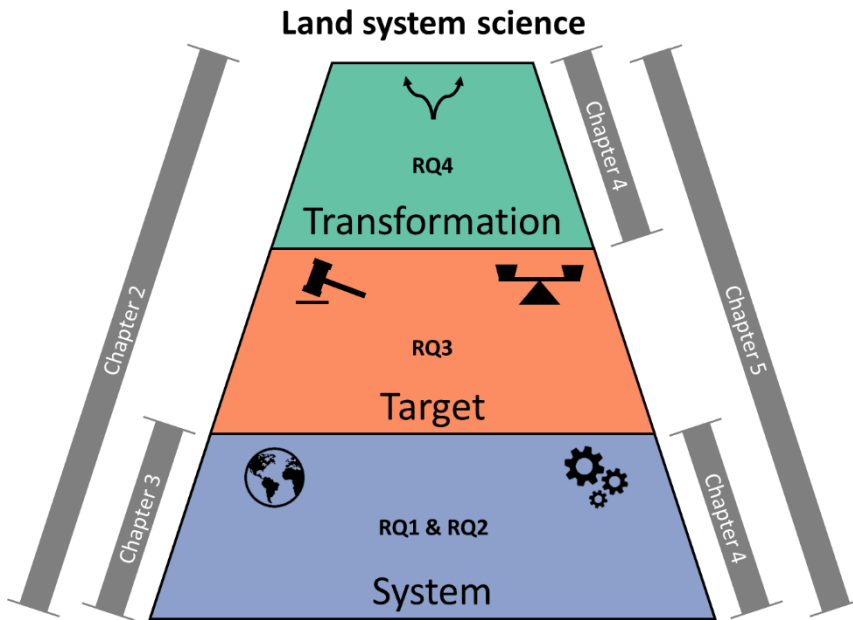 Land system science
RQ4
Transformation
RQ3
Target
RQ1 & RQ2
System
Chapter 2
Chapter 3
Chapter 4
Chapter 5
Chapter 4